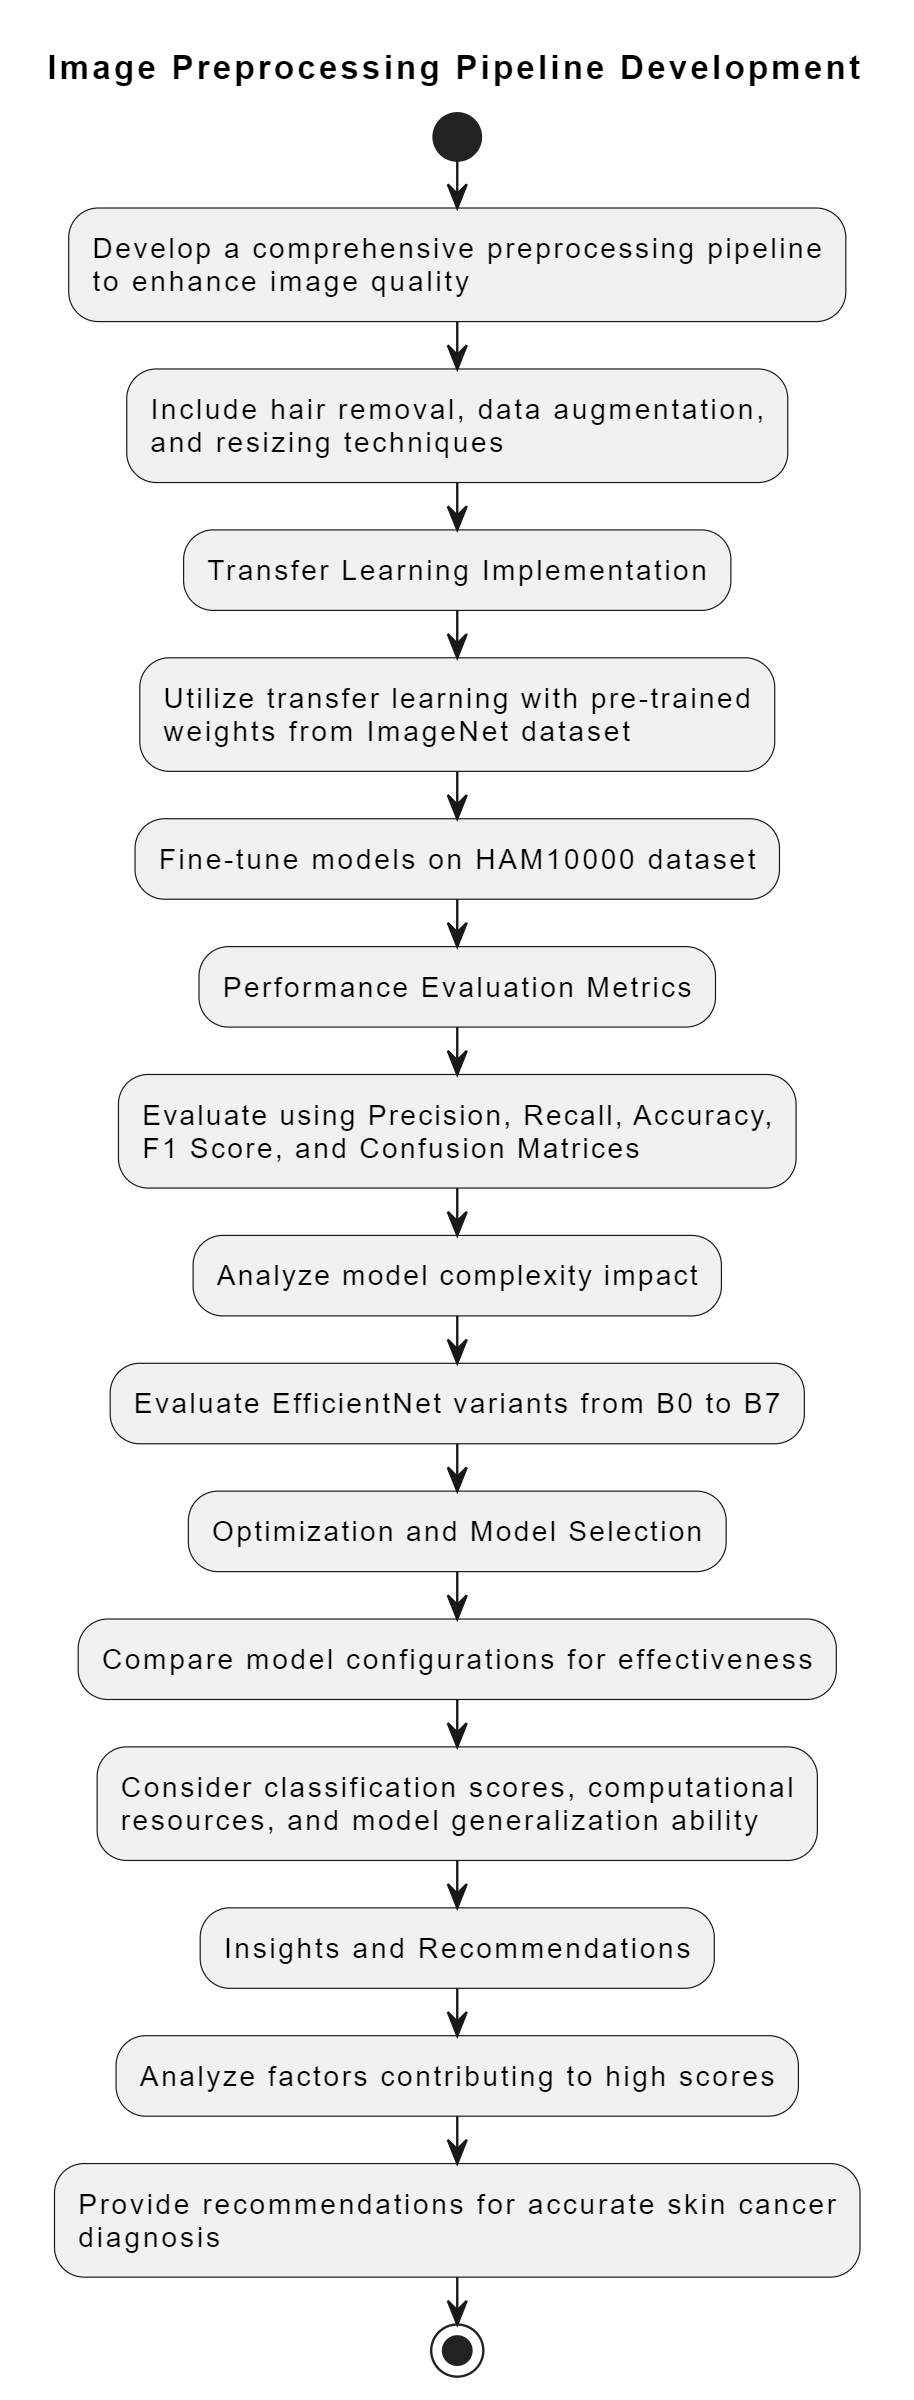 Image Preprocessing Pipeline Development
Develop a comprehensive preprocessing pipeline
to enhance image quality
Include hair removal, data augmentation,
and resizing techniques
Transfer Learning Implementation
Utilize transfer learning with pre-trained
weights from ImageNet dataset
Fine-tune models on HAM10000 dataset
Performance Evaluation Metrics
Evaluate using Precision, Recall, Accuracy,
F1 Score, and Confusion Matrices
Analyze model complexity impact
Evaluate EfficientNet variants from B0 to B7
Optimization and Model Selection
Compare model configurations for effectiveness
Consider classification scores, computational
resources, and model generalization ability
Insights and Recommendations
Analyze factors contributing to high scores
Provide recommendations for accurate skin cancer
diagnosis